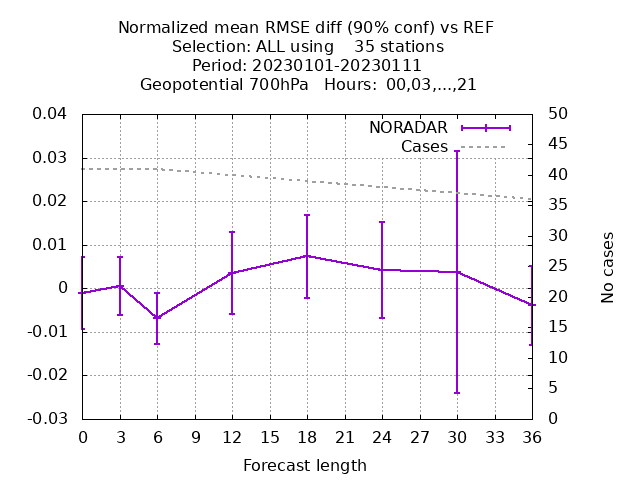 Normalized mean RMSE diff (90% conf) vs REF
Selection: ALL using    35 stations
Period: 20230101-20230111
Geopotential 700hPa   Hours: 00,03,...,21
NORADAR
Cases
0.04
0.03
0.02
0.01
0
-0.01
-0.02
-0.03
50
45
40
35
30
25
20
15
10
5
0
No cases
0 3 6 9 12 15 18 21 24 27 30 33 36
Forecast length